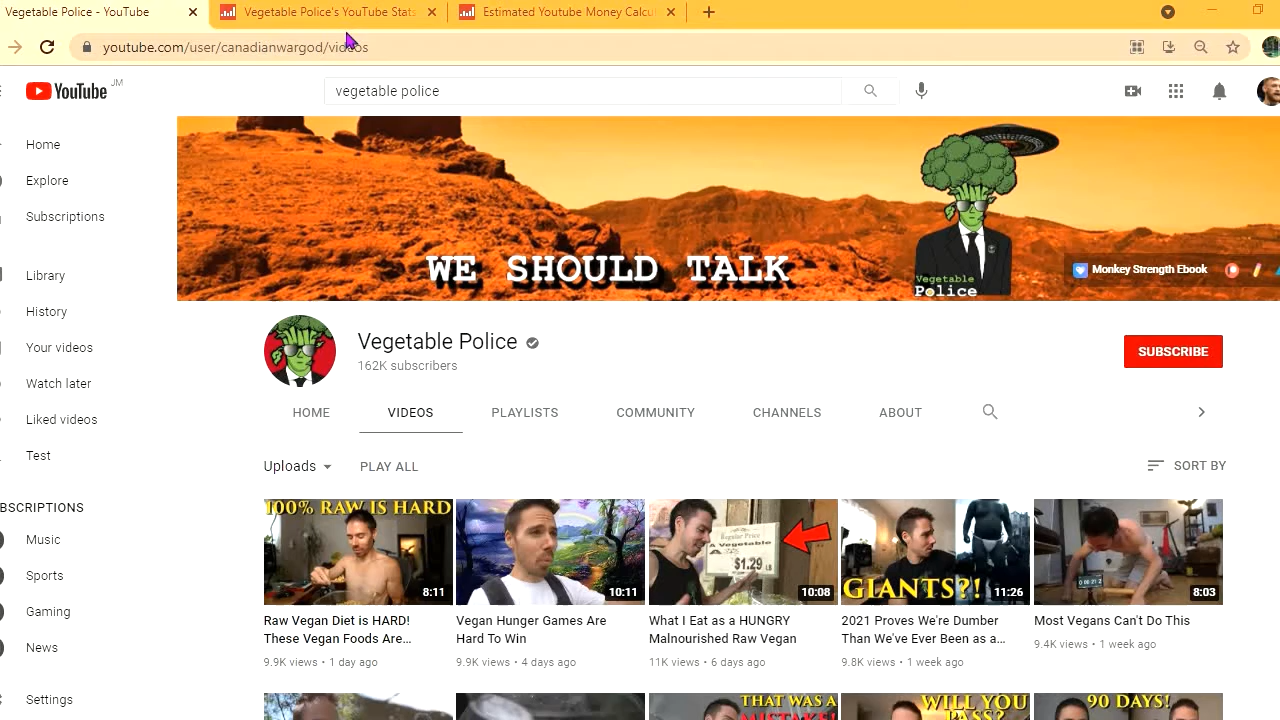 Vegetable Police - YouTube
Vegetable Police's YouTube Stats
Estimated Youtube Money Calcu
youtube.com/user/canadianwargod/videos
YouTube JM
vegetable police
Home
Explore
Subscriptions
Library
History
Your videos
Watch later
Liked videos
Test
BSCRIPTIONS
Music
Sports
Gaming
News
Settings
WE SHOULD TALK
Vegetable
Police
Monkey Strength Ebook
Vegetable Police
162K subscribers
SUBSCRIBE
HOME VIDEOS PLAYLISTS COMMUNITY CHANNELS ABOUT
Uploads PLAY ALL SORT BY
100% RAW IS HARD
8:11
Raw Vegan Diet is HARD!
These Vegan Foods Are...
9.9K views • 1 day ago
10:11
Vegan Hunger Games Are
Hard To Win
9.9K views • 4 days ago
Regular Price
A Vegetable
$1.29 LB
10:08
What I Eat as a HUNGRY
Malnourished Raw Vegan
11K views • 6 days ago
GIANTS?!
11:26
2021 Proves We're Dumber
Than We've Ever Been as a...
9.8K views • 1 week ago
8:03
Most Vegans Can't Do This
9.4K views • 1 week ago
THAT WAS A
MISTAKE!
WILL YOU
PASS?
90 DAYS!